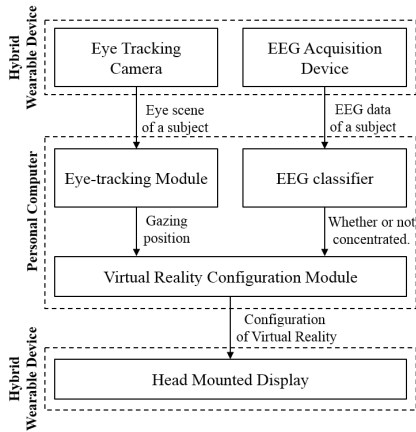 Hybrid
Wearable Device
Eye Tracking
Camera
EEG Acquisition
Device
Eye scene
of a subject
EEG data
of a subject
Personal Computer
Eye-tracking Module
EEG classifier
Gazing
position
Whether or not
concentrated.
Virtual Reality Configuration Module
Configuration
of Virtual Reality
Hybrid
Wearable Device
Head Mounted Display